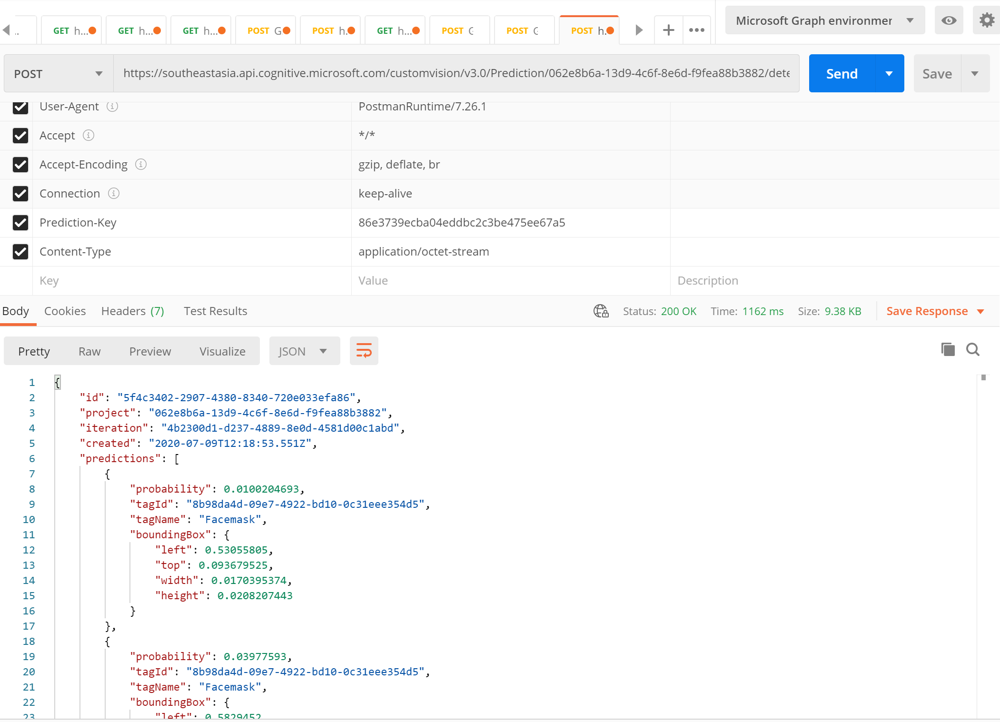 .. GET h... GET h... GET h... POST G POST h. GET h... POST POST POST h. Microsoft Graph environmer
POST https://southeastasia.api.cognitive.microsoft.com/customvision/v3.0/Prediction/062e8b6a-13d9-4c6f-8e6d-f9fea88b3882/dete Send Save
User-Agent PostmanRuntime/7.26.1
Accept */*
Accept-Encoding gzip, deflate, br
Connection keep-alive
Prediction-Key 86e3739ecba04eddbc2c3be475ee67a5
Content-Type application/octet-stream
Key Value Description
Body Cookies Headers (7) Test Results Status: 200 OK Time: 1162 ms Size: 9.38 KB Save Response
Pretty Raw Preview Visualize JSON
1 {
2 "id": "5f4c3402-2907-4380-8340-720e033efa86",
3 "project": "062e8b6a-13d9-4c6f-8e6d-f9fea88b3882",
4 "iteration": "4b2300d1-d237-4889-8e0d-4581d00c1abd",
5 "created": "2020-07-09T12:18:53.551Z",
6 "predictions": [
7 {
8 "probability": 0.0100204693,
9 "tagId": "8b98da4d-09e7-4922-bd10-0c31eee354d5",
10 "tagName": "Facemask",
11 "boundingBox": {
12 "left": 0.53055805,
13 "top": 0.093679525,
14 "width": 0.0170395374,
15 "height": 0.0208207443
16 }
17 },
18 {
19 "probability": 0.03977593,
20 "tagId": "8b98da4d-09e7-4922-bd10-0c31eee354d5",
21 "tagName": "Facemask",
22 "boundingBox": {
23 "left": 0.5829452